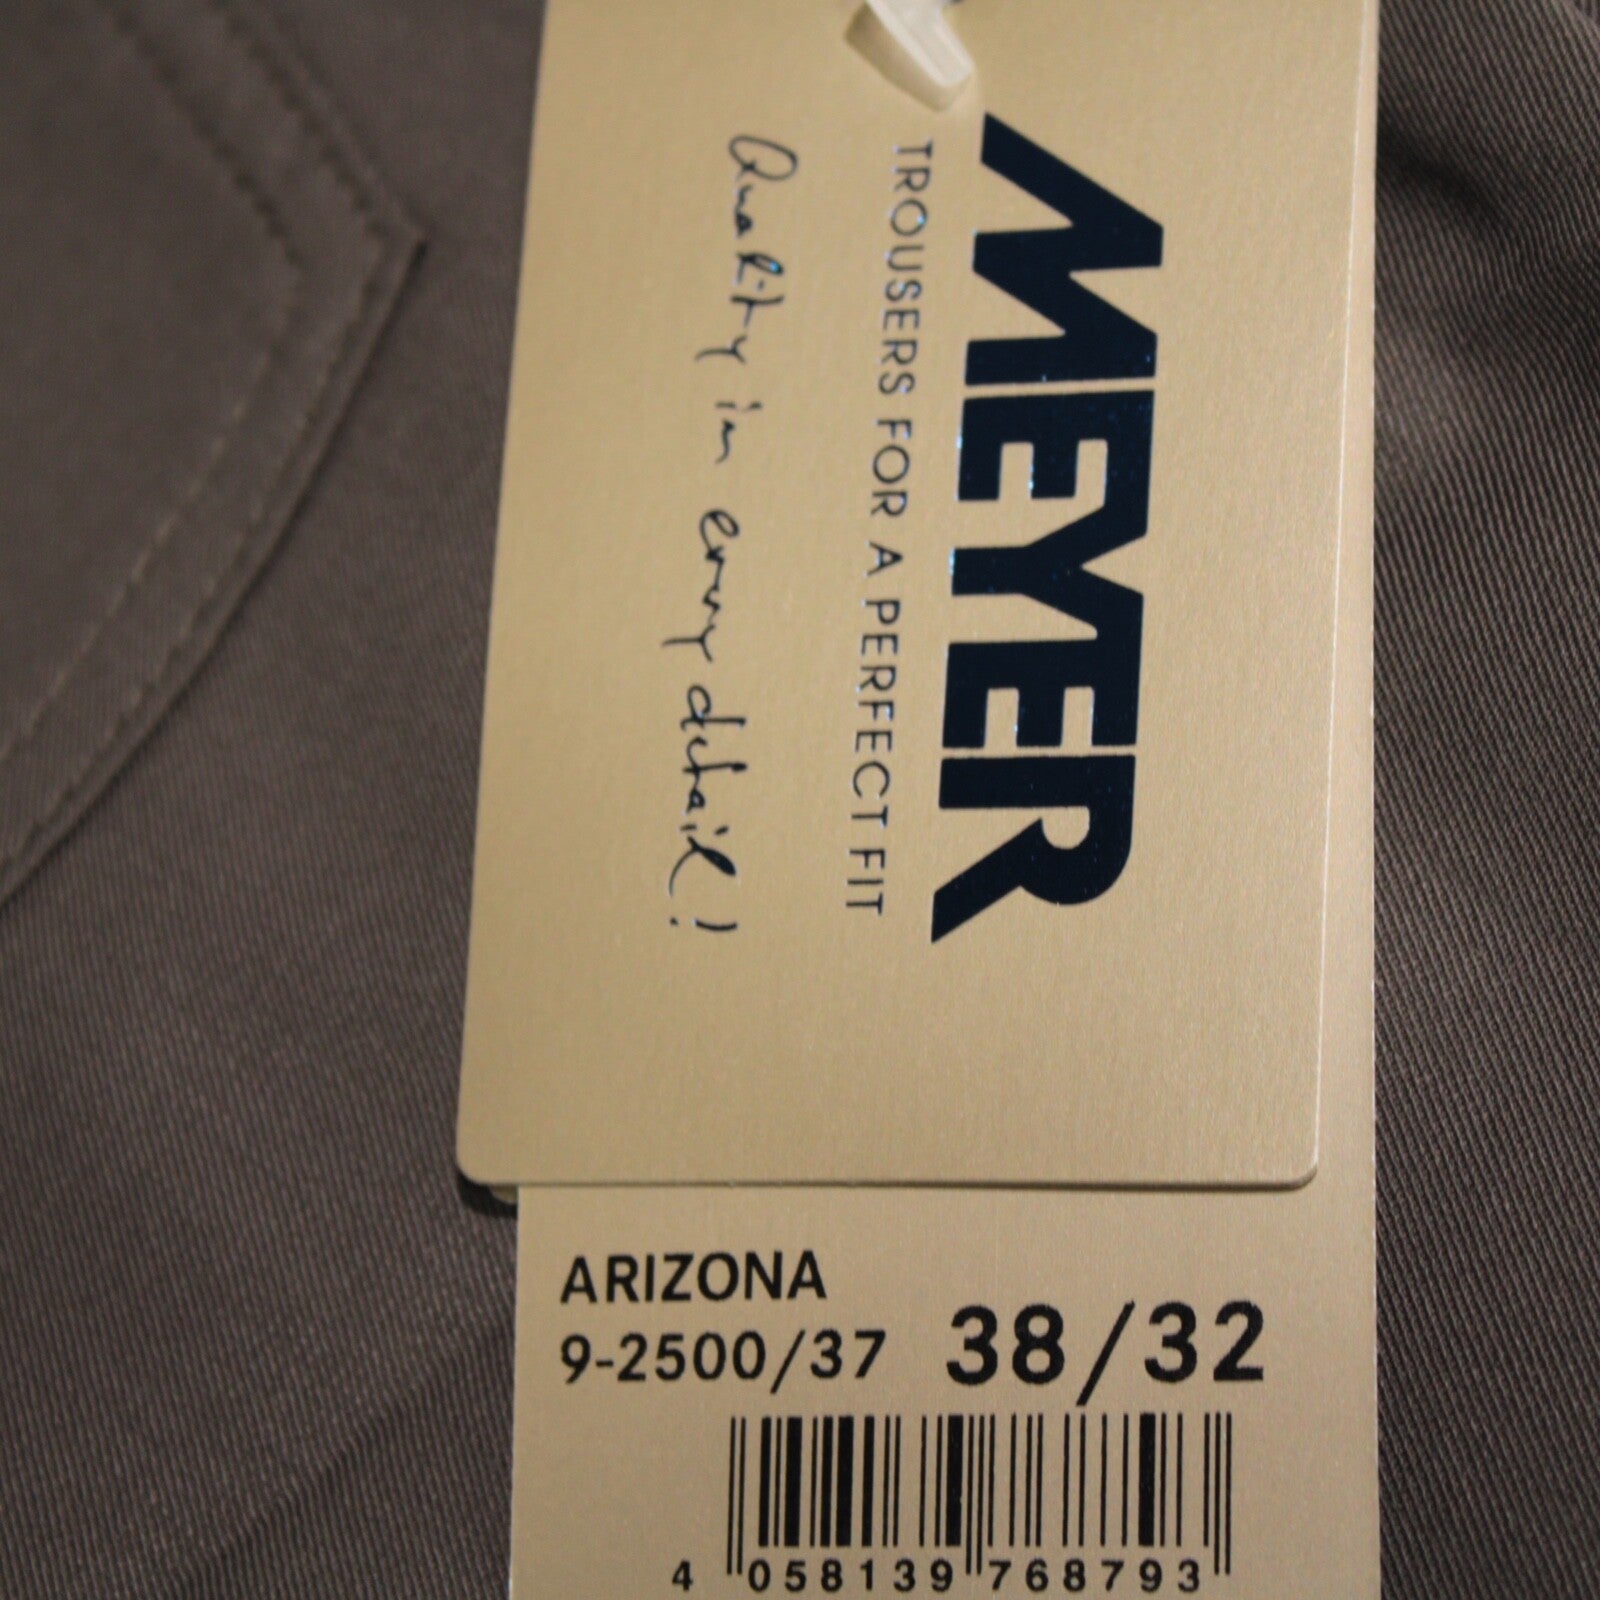 MEYER
TROUSERS FOR A PERFECT FIT
Quality in every detail!
ARIZONA
9-2500/37 38/32
4 058139 768793